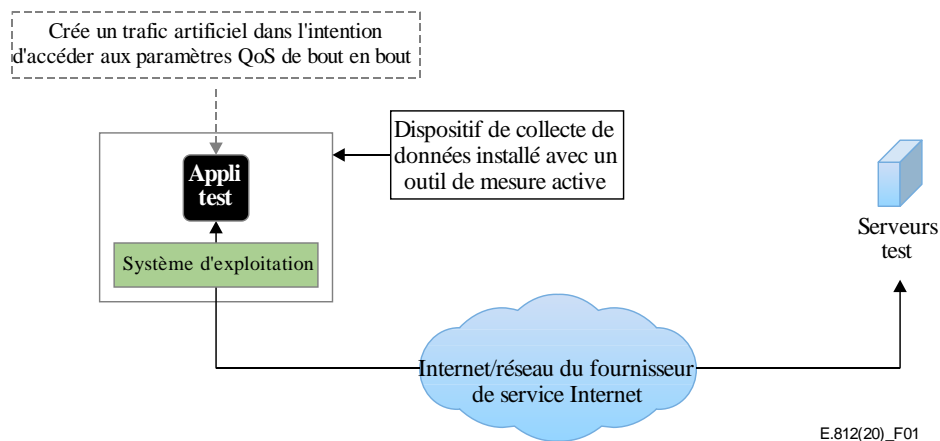 Crée un trafic artificiel dans l'intention
d'accéder aux paramètres QoS de bout en bout
Dispositif de collecte de
données installé avec un
outil de mesure active
Appli
test
Système d'exploitation
Serveurs
test
Internet/réseau du fournisseur
de service Internet
E.812(20)_F01